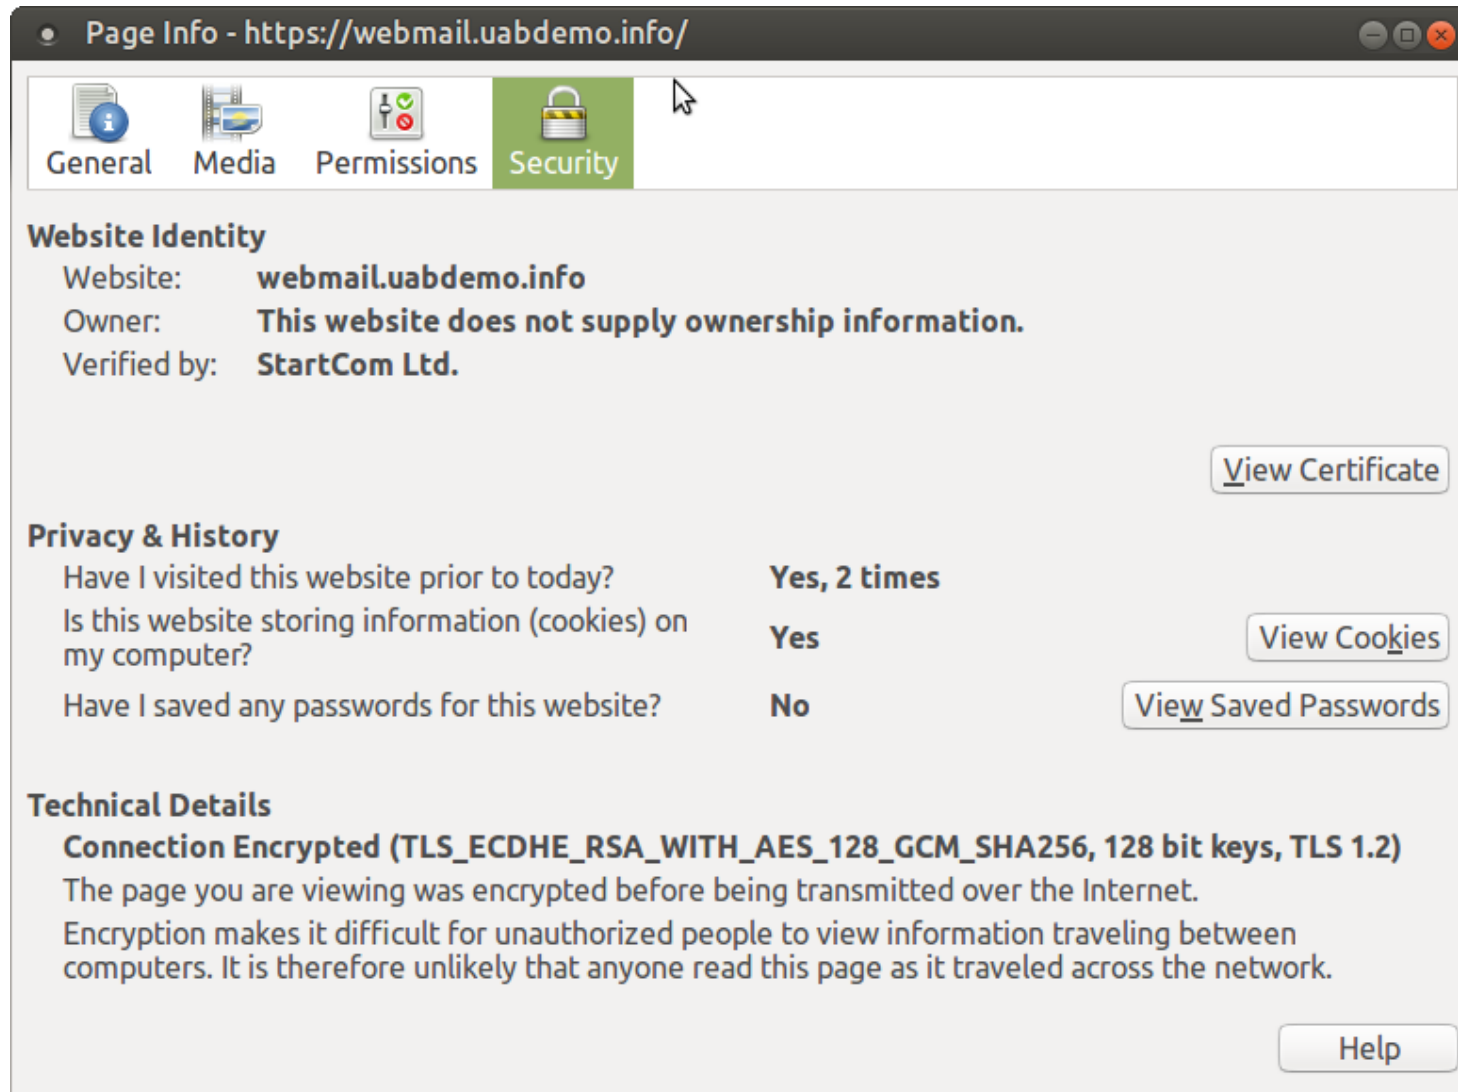 Page Info - https://webmail.uabdemo.info/
General Media Permissions Security
Website Identity
Website: webmail.uabdemo.info
Owner: This website does not supply ownership information.
Verified by: StartCom Ltd.
View Certificate
Privacy & History
Have I visited this website prior to today? Yes, 2 times
Is this website storing information (cookies) on
my computer? Yes View Cookies
Have I saved any passwords for this website? No View Saved Passwords
Technical Details
Connection Encrypted (TLS_ECDHE_RSA_WITH_AES_128_GCM_SHA256, 128 bit keys, TLS 1.2)
The page you are viewing was encrypted before being transmitted over the Internet.
Encryption makes it difficult for unauthorized people to view information traveling between
computers. It is therefore unlikely that anyone read this page as it traveled across the network.
Help